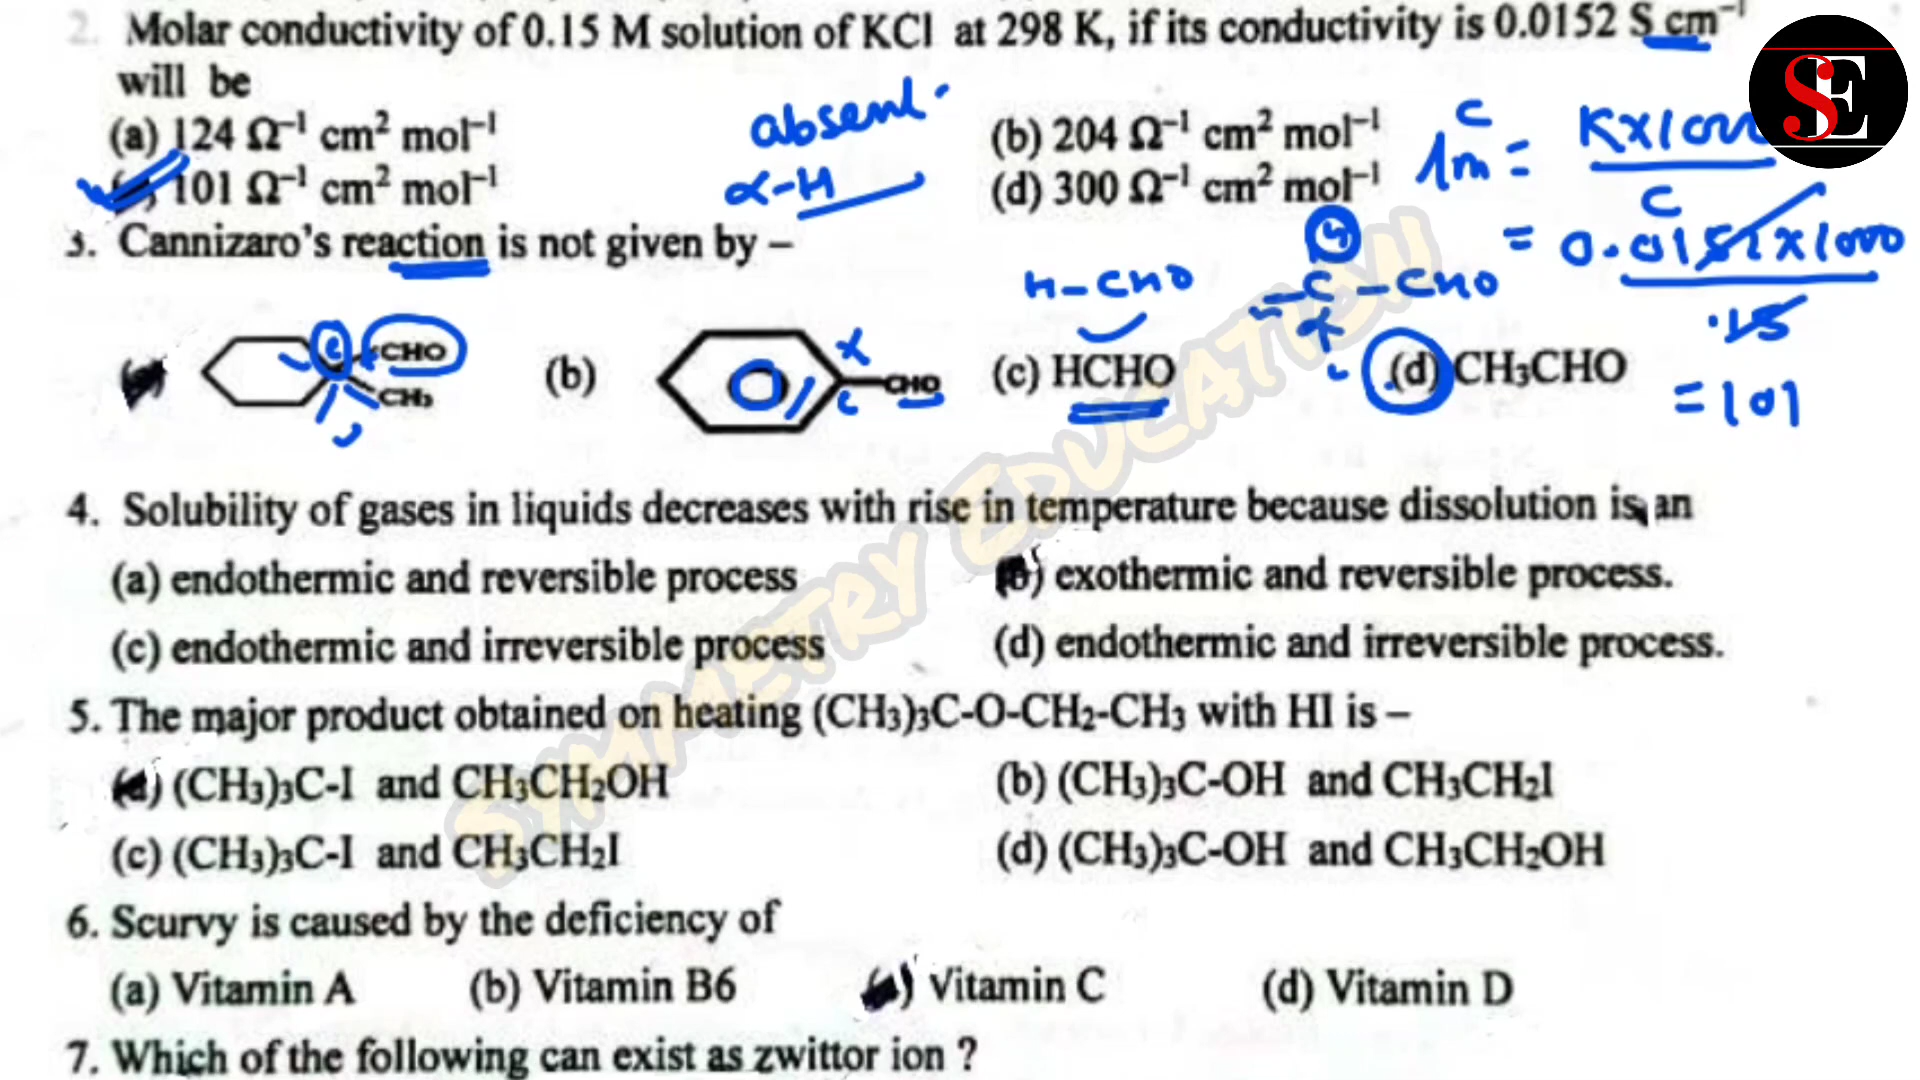 2. Molar conductivity of 0.15 M solution of KCl at 298 K, if its conductivity is 0.0152 S cm⁻¹
will be
(a) 124 Ω⁻¹ cm² mol⁻¹ (b) 204 Ω⁻¹ cm² mol⁻¹
101 Ω⁻¹ cm² mol⁻¹ (d) 300 Ω⁻¹ cm² mol⁻¹
absent
α-H
SE
= 0.0152x1000
.15
= 101
3. Cannizaro's reaction is not given by –
H-CHO
-C-CHO
CHO
CH₃
(b) CHO (c) HCHO (d) CH₃CHO
4. Solubility of gases in liquids decreases with rise in temperature because dissolution is an
(a) endothermic and reversible process (b) exothermic and reversible process.
(c) endothermic and irreversible process (d) endothermic and irreversible process.
5. The major product obtained on heating (CH₃)₃C-O-CH₂-CH₃ with HI is –
(a) (CH₃)₃C-I and CH₃CH₂OH (b) (CH₃)₃C-OH and CH₃CH₂I
(c) (CH₃)₃C-I and CH₃CH₂I (d) (CH₃)₃C-OH and CH₃CH₂OH
6. Scurvy is caused by the deficiency of
(a) Vitamin A (b) Vitamin B6 Vitamin C (d) Vitamin D
7. Which of the following can exist as zwittor ion ?
SYMMETRY EDUCATION